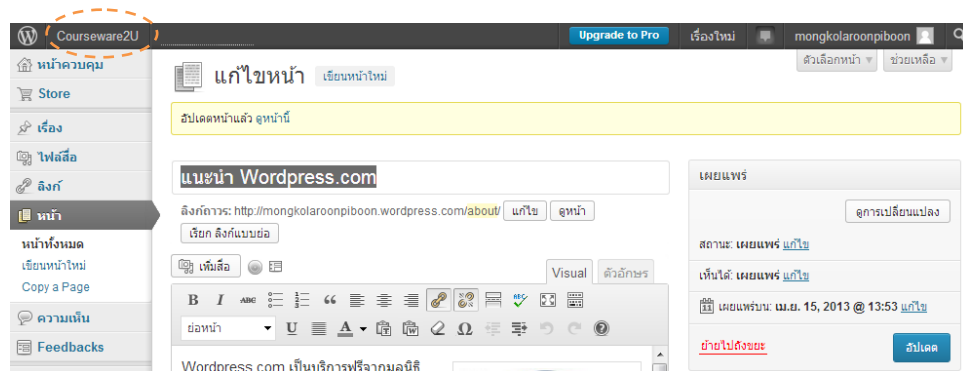 Courseware2U
Upgrade to Pro
เรื่องใหม่
mongkolaroonpiboon
หน้าควบคุม
Store
เรื่อง
ไฟล์สื่อ
ลิงก์
หน้า
หน้าทั้งหมด
เขียนหน้าใหม่
Copy a Page
ความเห็น
Feedbacks
ตัวเลือกหน้า
ช่วยเหลือ
แก้ไขหน้า เขียนหน้าใหม่
อัปเดตหน้าแล้ว ดูหน้านี้
แนะนำ Wordpress.com
ลิงก์ถาวร: http://mongkolaroonpiboon.wordpress.com/about/ แก้ไข ดูหน้า
เรียก ลิงก์แบบย่อ
เพิ่มสื่อ
Visual ตัวอักษร
B I ABC
ย่อหน้า U A
Wordpress.com เป็นบริการฟรีจากมูลนิธิ
เผยแพร่
ดูการเปลี่ยนแปลง
สถานะ: เผยแพร่ แก้ไข
เห็นได้: เผยแพร่ แก้ไข
เผยแพร่บน: เม.ย. 15, 2013 @ 13:53 แก้ไข
ย้ายไปถังขยะ
อัปเดต